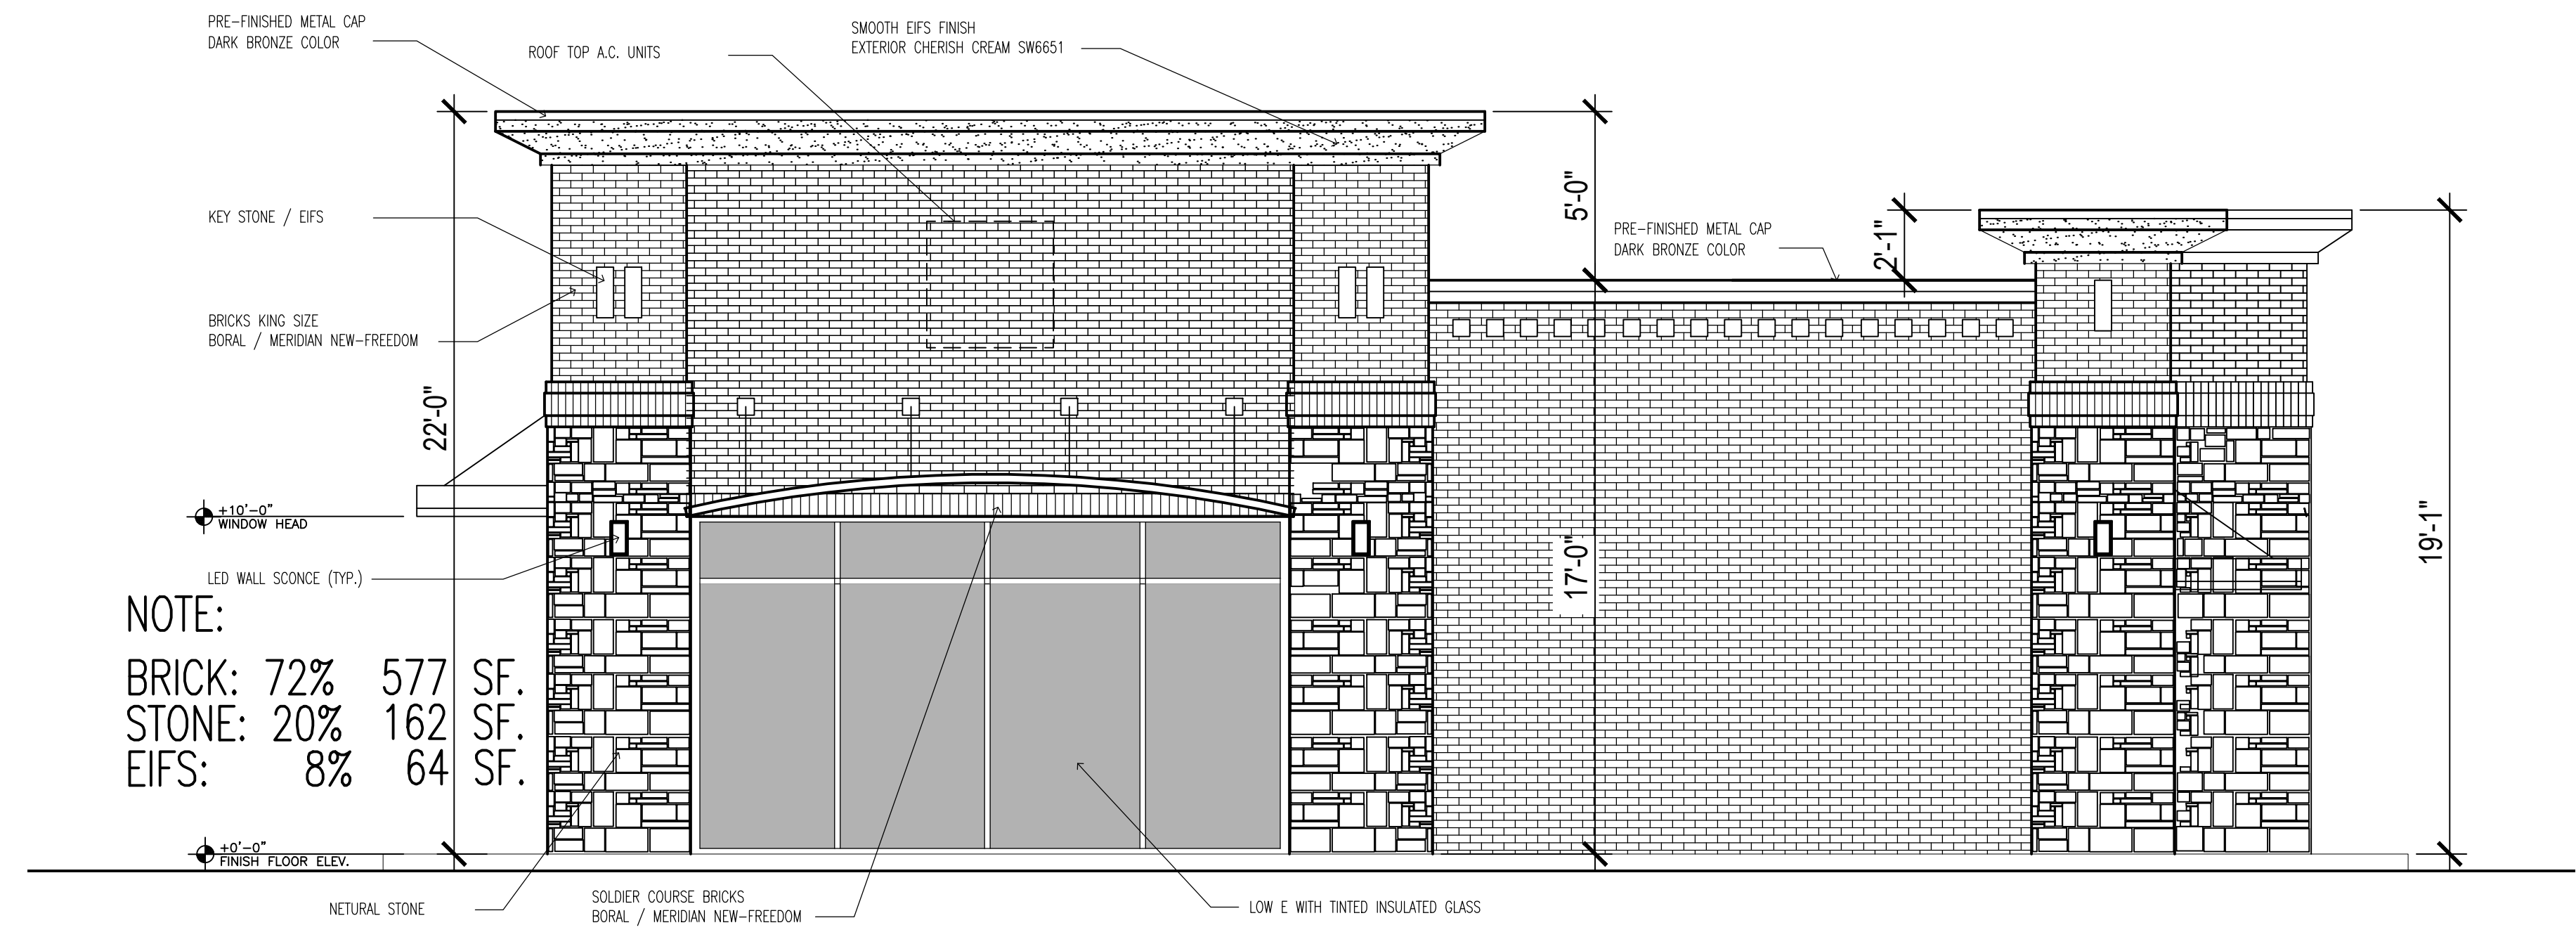 PRE-FINISHED METAL CAP
DARK BRONZE COLOR
ROOF TOP A.C. UNITS
SMOOTH EIFS FINISH
EXTERIOR CHERISH CREAM SW6651
KEY STONE / EIFS
BRICKS KING SIZE
BORAL / MERIDIAN NEW-FREEDOM
22'-0"
5'-0"
PRE-FINISHED METAL CAP
DARK BRONZE COLOR
2'-1"
17'-0"
19'-1"
+10'-0"
WINDOW HEAD
LED WALL SCONCE (TYP.)
NOTE:
BRICK: 72% 577 SF.
STONE: 20% 162 SF.
EIFS: 8% 64 SF.
+0'-0"
FINISH FLOOR ELEV.
NETURAL STONE
SOLDIER COURSE BRICKS
BORAL / MERIDIAN NEW-FREEDOM
LOW E WITH TINTED INSULATED GLASS